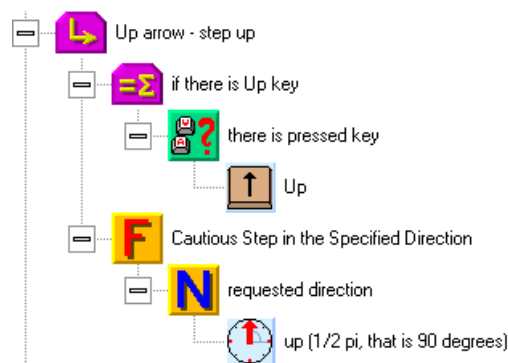 Up arrow - step up
if there is Up key
there is pressed key
Up
F Cautious Step in the Specified Direction
N requested direction
up (1/2 pi, that is 90 degrees)